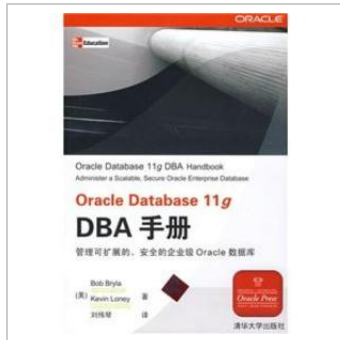 ORACLE
Education
Oracle Database 11g DBA Handbook
Administer a Scalable, Secure Oracle Enterprise Database
Oracle Database 11g
DBA 手册
管理可扩展的、安全的企业级 Oracle 数据库
Bob Bryla
(美) Kevin Loney 著
刘伟琴 译
Oracle Press
清华大学出版社